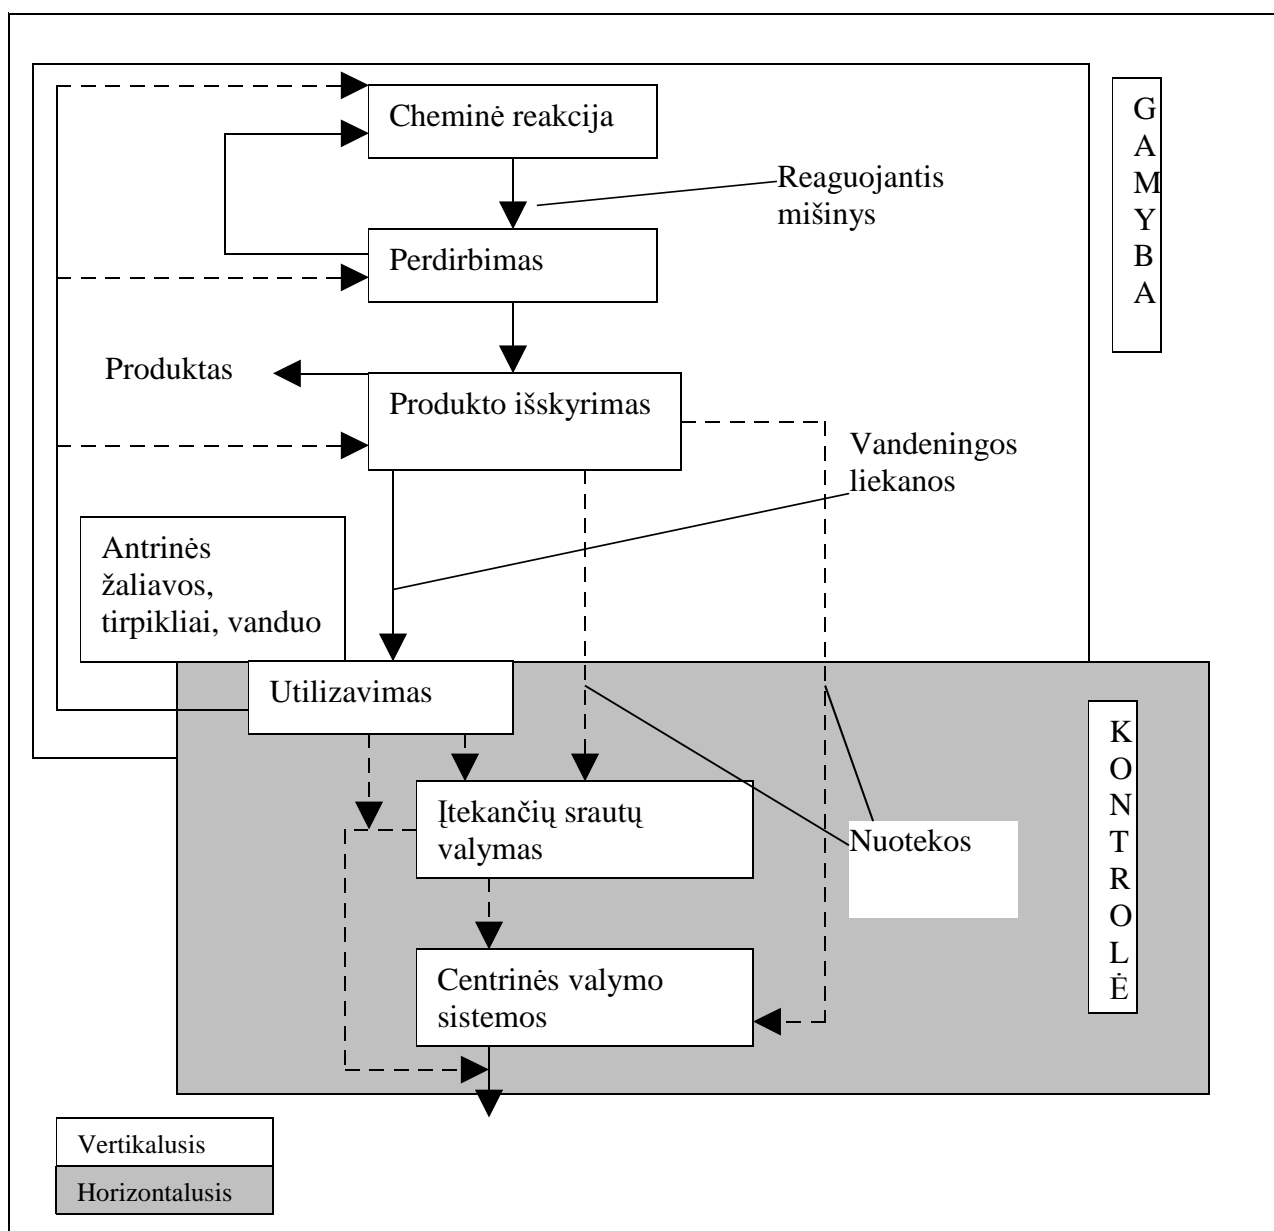 Cheminė reakcija
Reaguojantis
mišinys
G
A
M
Y
B
A
Perdirbimas
Produktas
Produkto išskyrimas
Vandeningos
liekanos
Antrinės
žaliavos,
tirpikliai, vanduo
Utilizavimas
K
O
N
T
R
O
L
Ė
Įtekančių srautų
valymas
Nuotekos
Centrinės valymo
sistemos
Vertikalusis
Horizontalusis